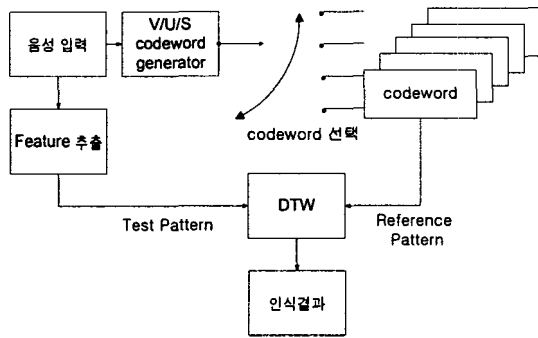 음성 입력
V/U/S
codeword
generator
codeword
codeword 선택
Feature 추출
DTW
Test Pattern
Reference
Pattern
인식결과